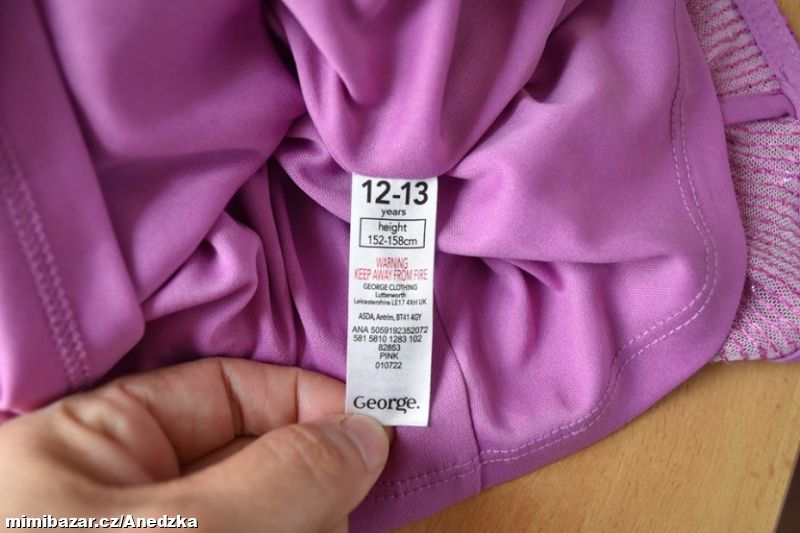 12-13
years
height
152-158cm
WARNING
KEEP AWAY FROM FIRE
GEORGE CLOTHING
Lutterworth
Leicestershire LE17 4XH UK
ASDA, Antrim, BT41 4GY
ANA 5059192352072
581 5810 1283 102
82853
PINK
010722
George.
mimibazar.cz/Anedzka